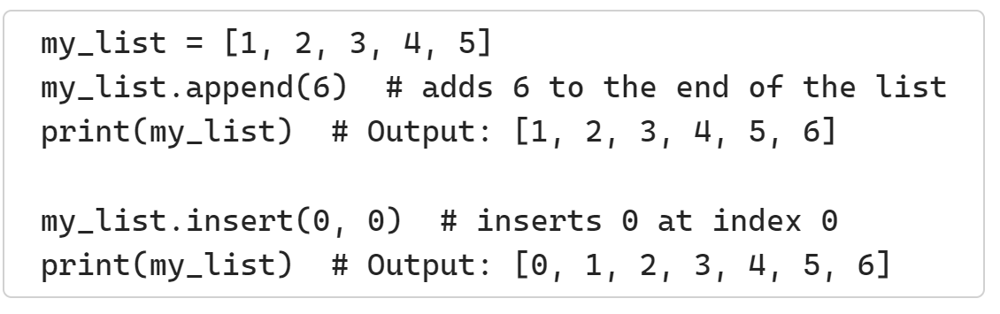 my_list = [1, 2, 3, 4, 5]
my_list.append(6)  # adds 6 to the end of the list
print(my_list)  # Output: [1, 2, 3, 4, 5, 6]

my_list.insert(0, 0)  # inserts 0 at index 0
print(my_list)  # Output: [0, 1, 2, 3, 4, 5, 6]